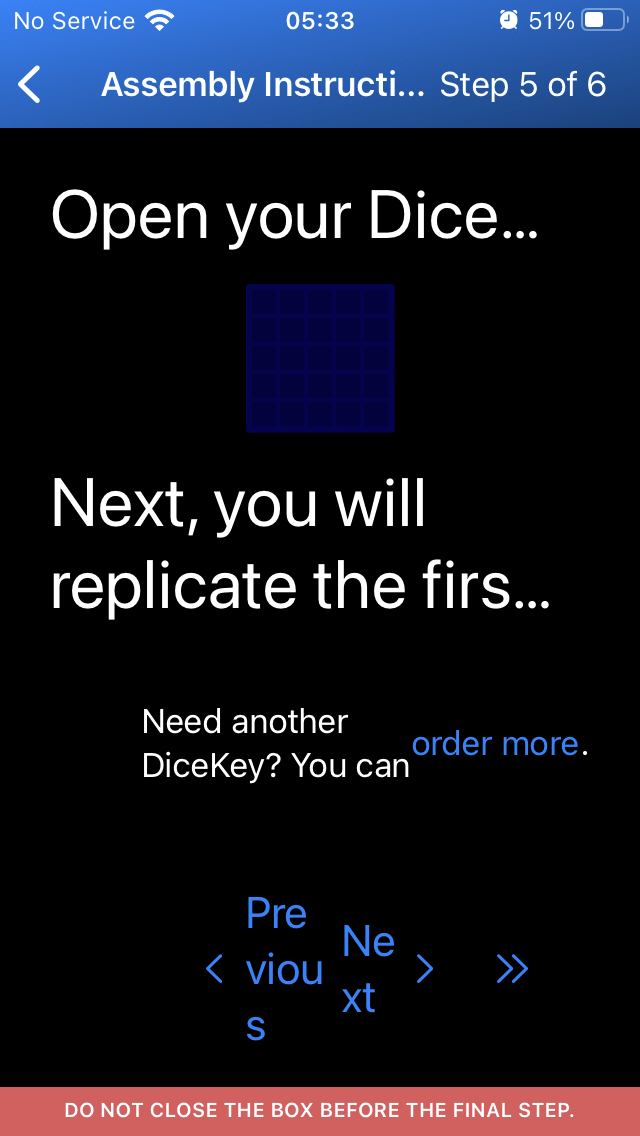 No Service 05:33 51%
Assembly Instructi... Step 5 of 6
Open your Dice...
Next, you will
replicate the firs...
Need another
DiceKey? You can order more.
Previous
Next
DO NOT CLOSE THE BOX BEFORE THE FINAL STEP.